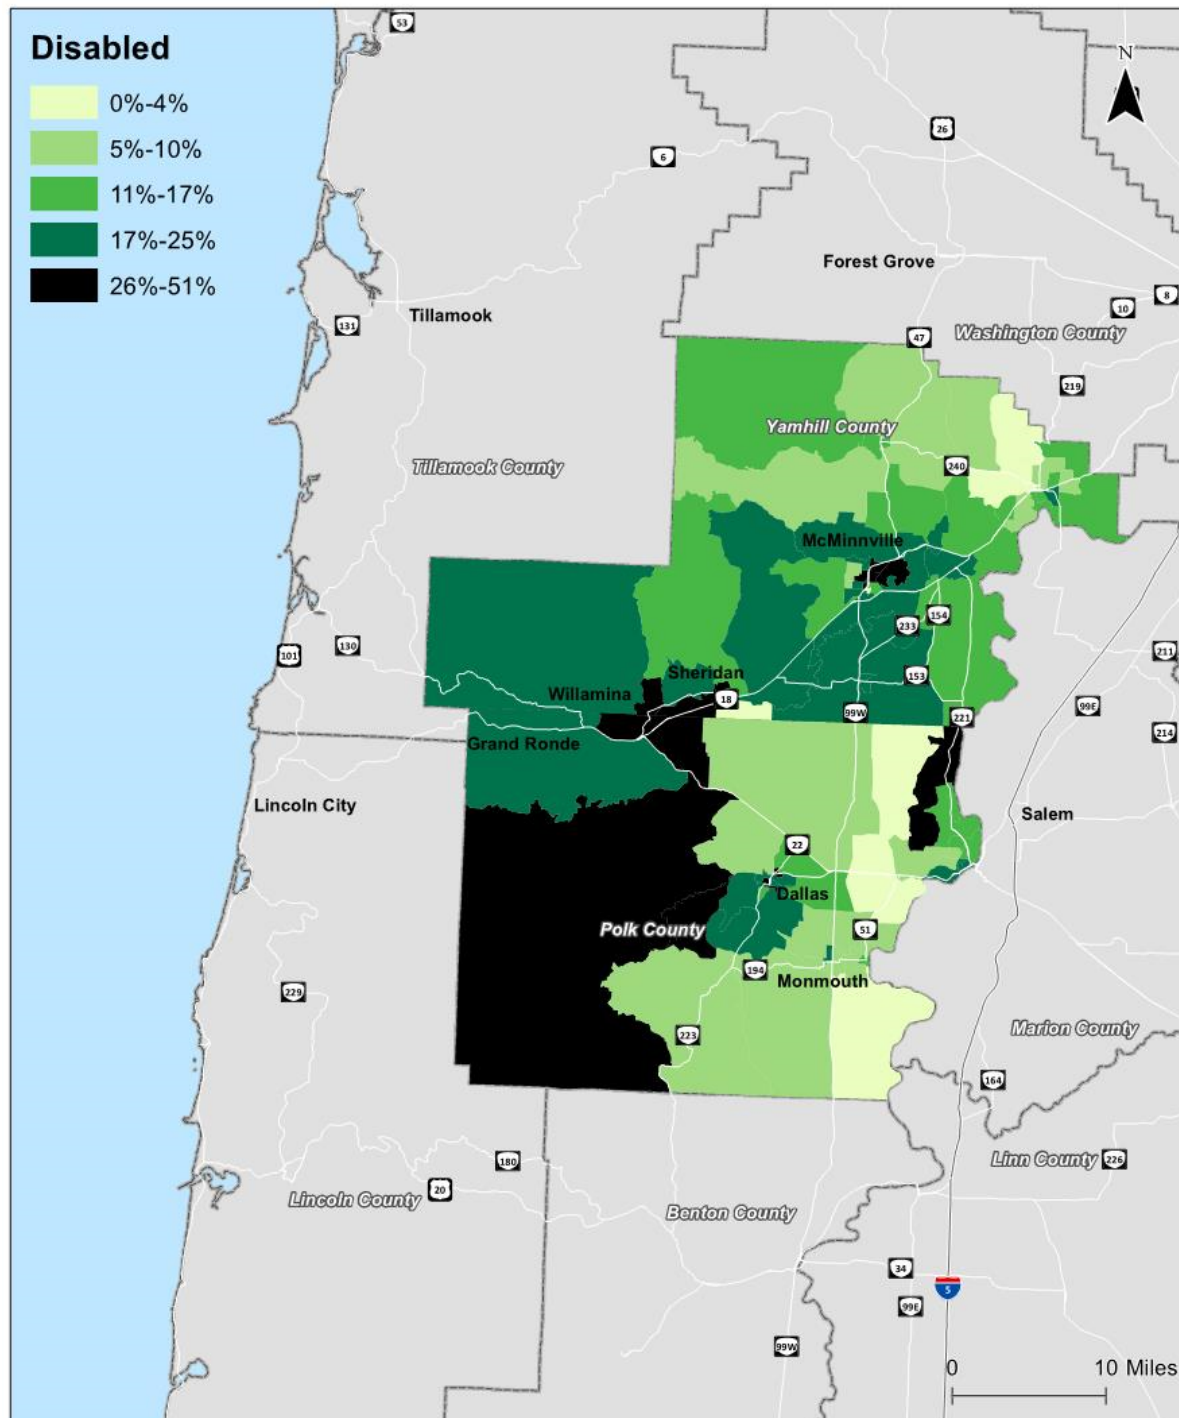 Disabled
0%-4%
5%-10%
11%-17%
17%-25%
26%-51%
53
N
6
26
Forest Grove
8
10
Tillamook
131
47
Washington County
219
Yamhill County
Tillamook County
240
McMinnville
233
154
130
101
211
Sheridan
153
Willamina
18
99W
221
99E
214
Grand Ronde
Lincoln City
Salem
22
Dallas
Polk County
51
194
Monmouth
229
223
Marion County
164
180
20
Lincoln County
Linn County
226
Benton County
34
5
99E
99W
0 10 Miles